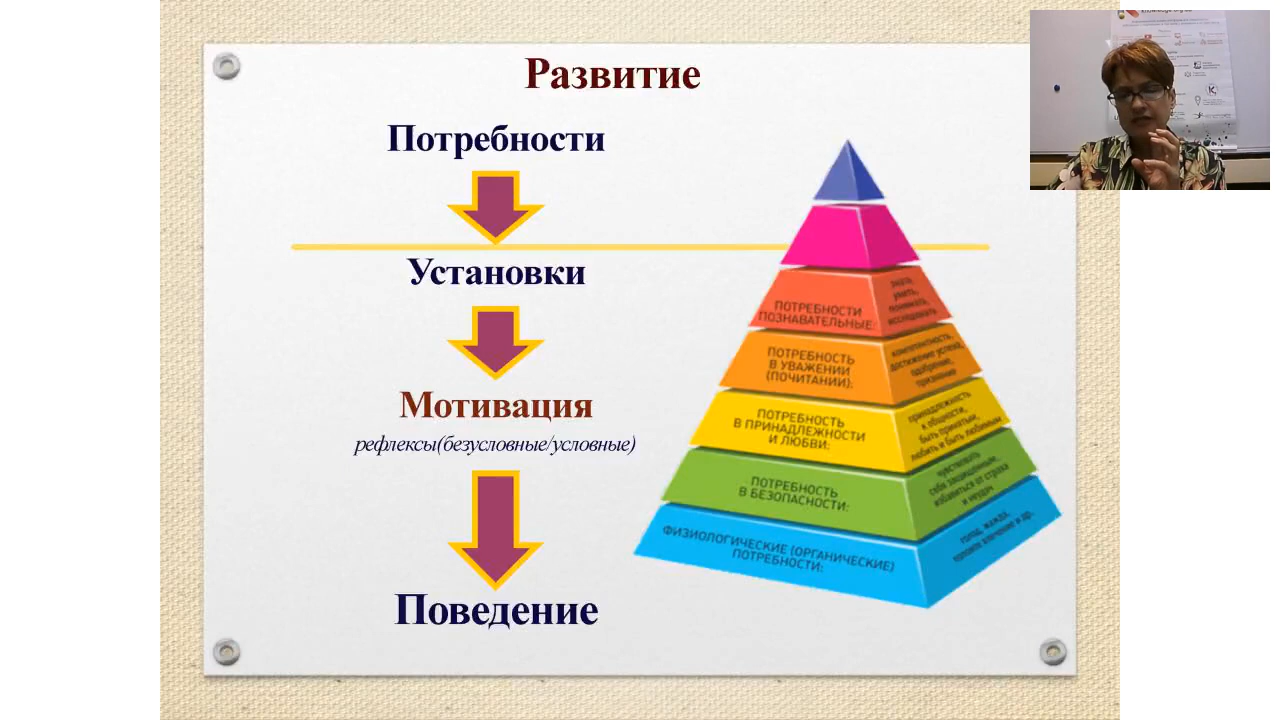 Развитие
Потребности
Установки
Мотивация
рефлексы(безусловные/условные)
Поведение
ПОТРЕБНОСТИ
ПОЗНАВАТЕЛЬНЫЕ:
знать,
уметь,
понимать,
исследовать
ПОТРЕБНОСТЬ
В УВАЖЕНИИ
(ПОЧИТАНИИ):
компетентность,
достижение успеха,
одобрение,
признание
ПОТРЕБНОСТЬ
В ПРИНАДЛЕЖНОСТИ
И ЛЮБВИ:
принадлежность
к общности,
быть принятым,
любить и быть любимым
ПОТРЕБНОСТЬ
В БЕЗОПАСНОСТИ:
чувствовать
себя защищенным,
избавиться от страха
и неудач
ФИЗИОЛОГИЧЕСКИЕ (ОРГАНИЧЕСКИЕ)
ПОТРЕБНОСТИ:
голод, жажда,
половое влечение и др.